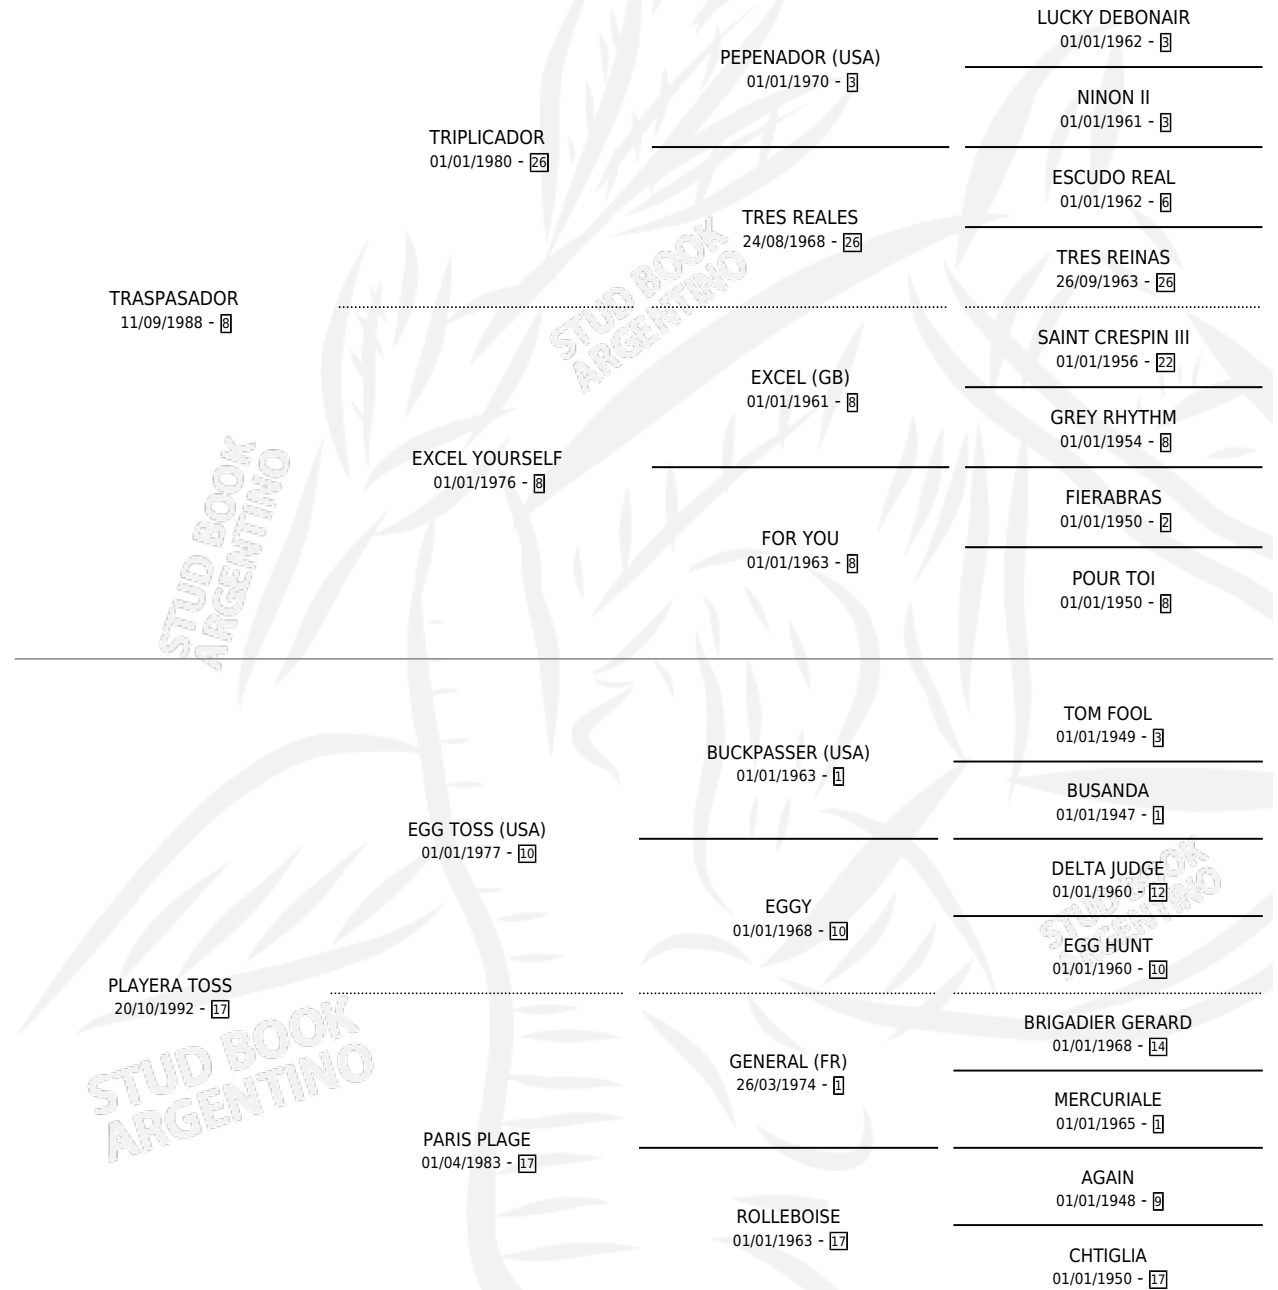 LUCKY DEBONAIR
01/01/1962 - 3
PEPENADOR (USA)
01/01/1970 - 3
NINON II
01/01/1961 - 3
TRIPLICADOR
01/01/1980 - 26
ESCUDO REAL
01/01/1962 - 6
TRES REALES
24/08/1968 - 26
TRES REINAS
26/09/1963 - 26
TRASPASADOR
11/09/1988 - 8
SAINT CRESPIN III
01/01/1956 - 22
EXCEL (GB)
01/01/1961 - 8
GREY RHYTHM
01/01/1954 - 8
EXCEL YOURSELF
01/01/1976 - 8
FIERABRAS
01/01/1950 - 2
FOR YOU
01/01/1963 - 8
POUR TOI
01/01/1950 - 8
STUD BOOK
ARGENTINO
STUD BOOK
ARGENTINO
TOM FOOL
01/01/1949 - 3
BUCKPASSER (USA)
01/01/1963 - 1
BUSANDA
01/01/1947 - 1
EGG TOSS (USA)
01/01/1977 - 10
DELTA JUDGE
01/01/1960 - 12
EGGY
01/01/1968 - 10
EGG HUNT
01/01/1960 - 10
STUD BOOK
ARGENTINO
PLAYERA TOSS
20/10/1992 - 17
BRIGADIER GERARD
01/01/1968 - 14
GENERAL (FR)
26/03/1974 - 1
MERCURIALE
01/01/1965 - 1
PARIS PLAGE
01/04/1983 - 17
AGAIN
01/01/1948 - 9
ROLLEBOISE
01/01/1963 - 17
CHTIGLIA
01/01/1950 - 17
STUD BOOK
ARGENTINO